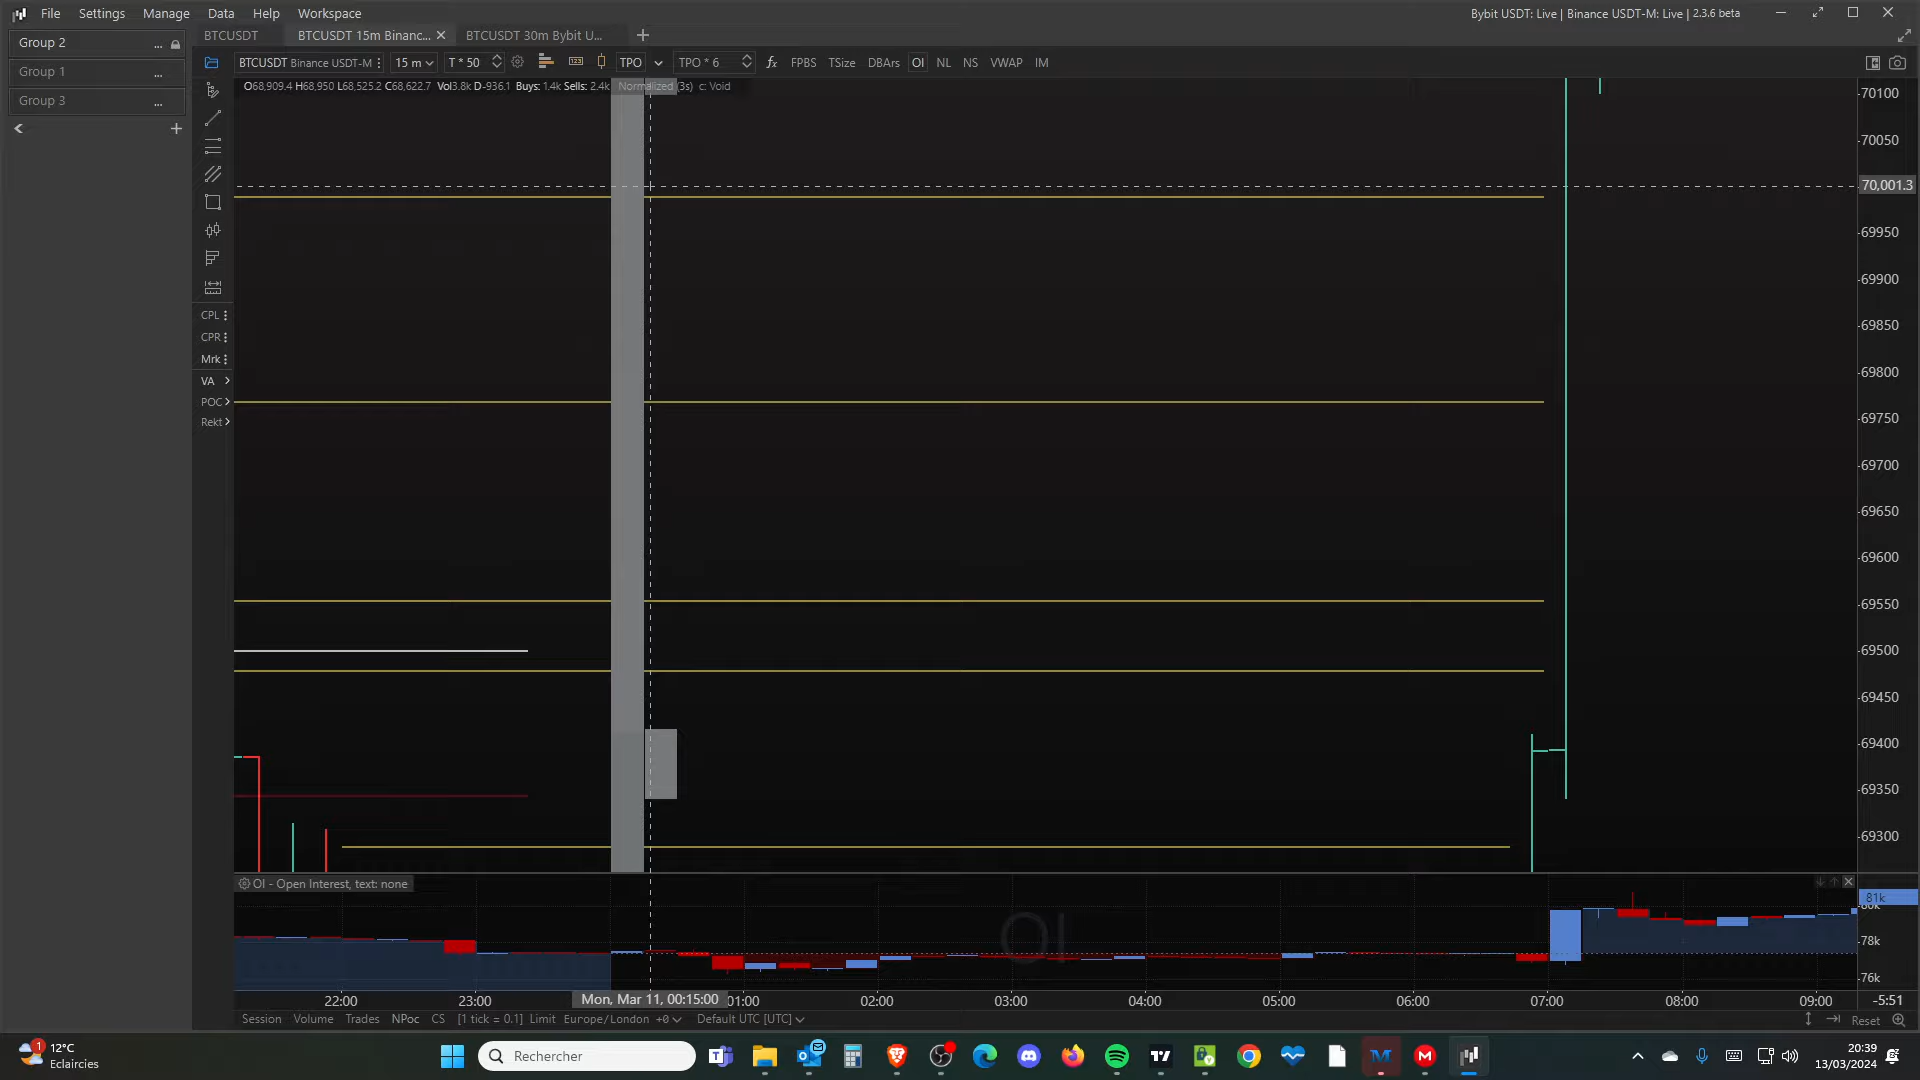 File Settings Manage Data Help Workspace
Bybit USDT: Live | Binance USDT-M: Live | 2.3.6 beta
Group 2 ...
Group 1 ...
Group 3 ...
BTCUSDT
BTCUSDT 15m Binanc...
BTCUSDT 30m Bybit U...
BTCUSDT Binance USDT-M 15 m T * 50 123 TPO TPO * 6 fx FPBS TSize DBArs OI NL NS VWAP IM
O68,909.4 H68,950 L68,525.2 C68,622.7 Vol3.8k D-936.1 Buys: 1.4k Sells: 2.4k Normalized (3s) c: Void
CPL
CPR
Mrk
VA
POC
Rekt
70100
70050
70,001.3
69950
69900
69850
69800
69750
69700
69650
69600
69550
69500
69450
69400
69350
69300
OI - Open Interest, text: none
OI
81k
80k
78k
76k
22:00 23:00 Mon, Mar 11, 00:15:00 01:00 02:00 03:00 04:00 05:00 06:00 07:00 08:00 09:00 -5:51
Session Volume Trades NPoc CS [1 tick = 0.1] Limit Europe/London +0 Default UTC [UTC] Reset
1
12°C
Eclaircies
Rechercher
20:39
13/03/2024